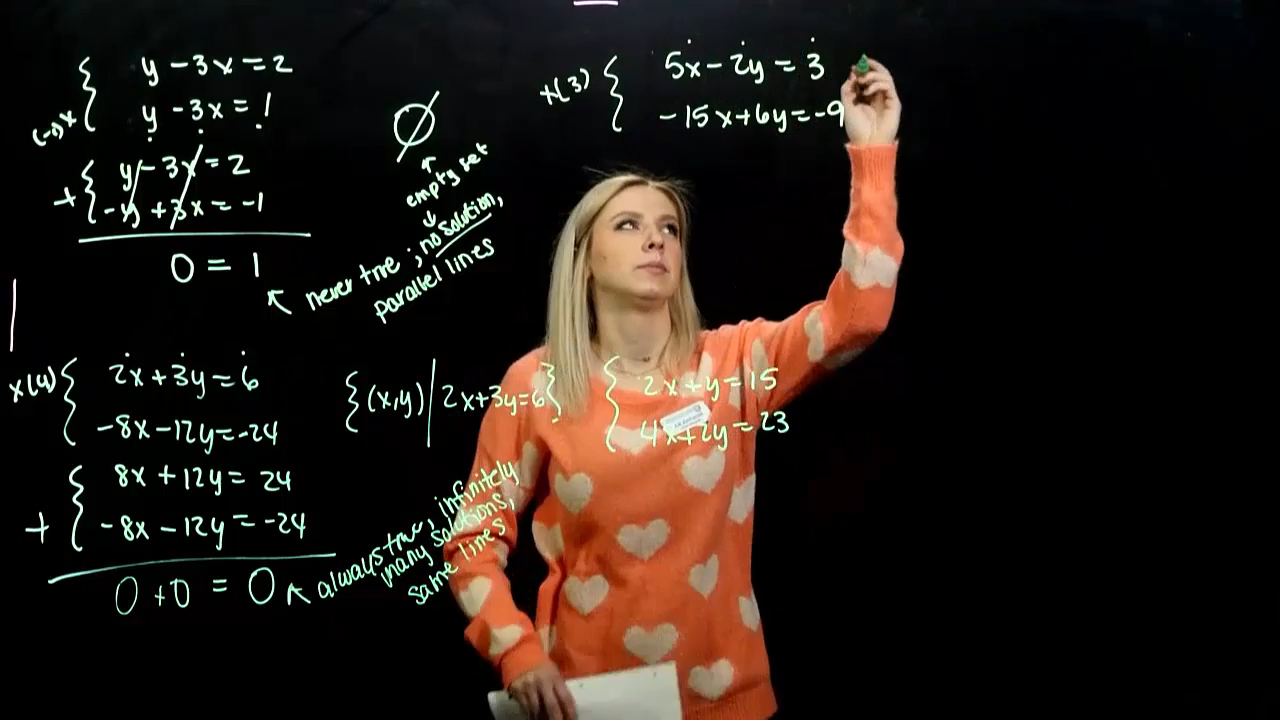 y - 3x = 2
(-1)x
y - 3x = 1
y - 3x = 2
+
-y + 3x = -1
0 = 1
never true ; no solution,
parallel lines
∅
empty set
x(4)
2x + 3y = 6
-8x - 12y = -24
8x + 12y = 24
+
-8x - 12y = -24
0 + 0 = 0
always true, infinitely
many solutions,
same lines
{(x,y) | 2x+3y=6}
x(3)
5x - 2y = 3
-15x + 6y = -9
2x + y = 15
4x + 2y = 23